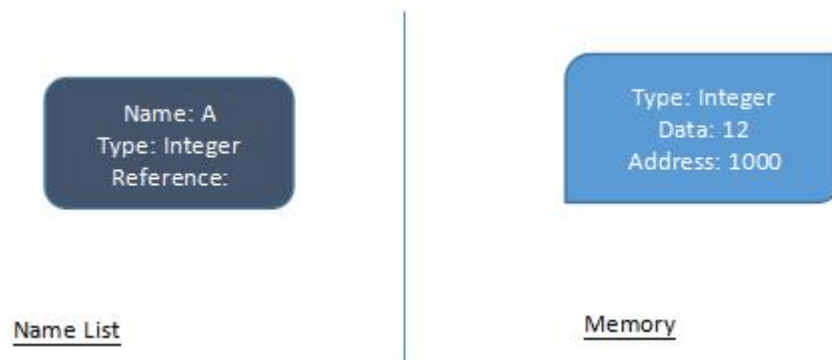 Name: A
Type: Integer
Reference:
Name List
Type: Integer
Data: 12
Address: 1000
Memory